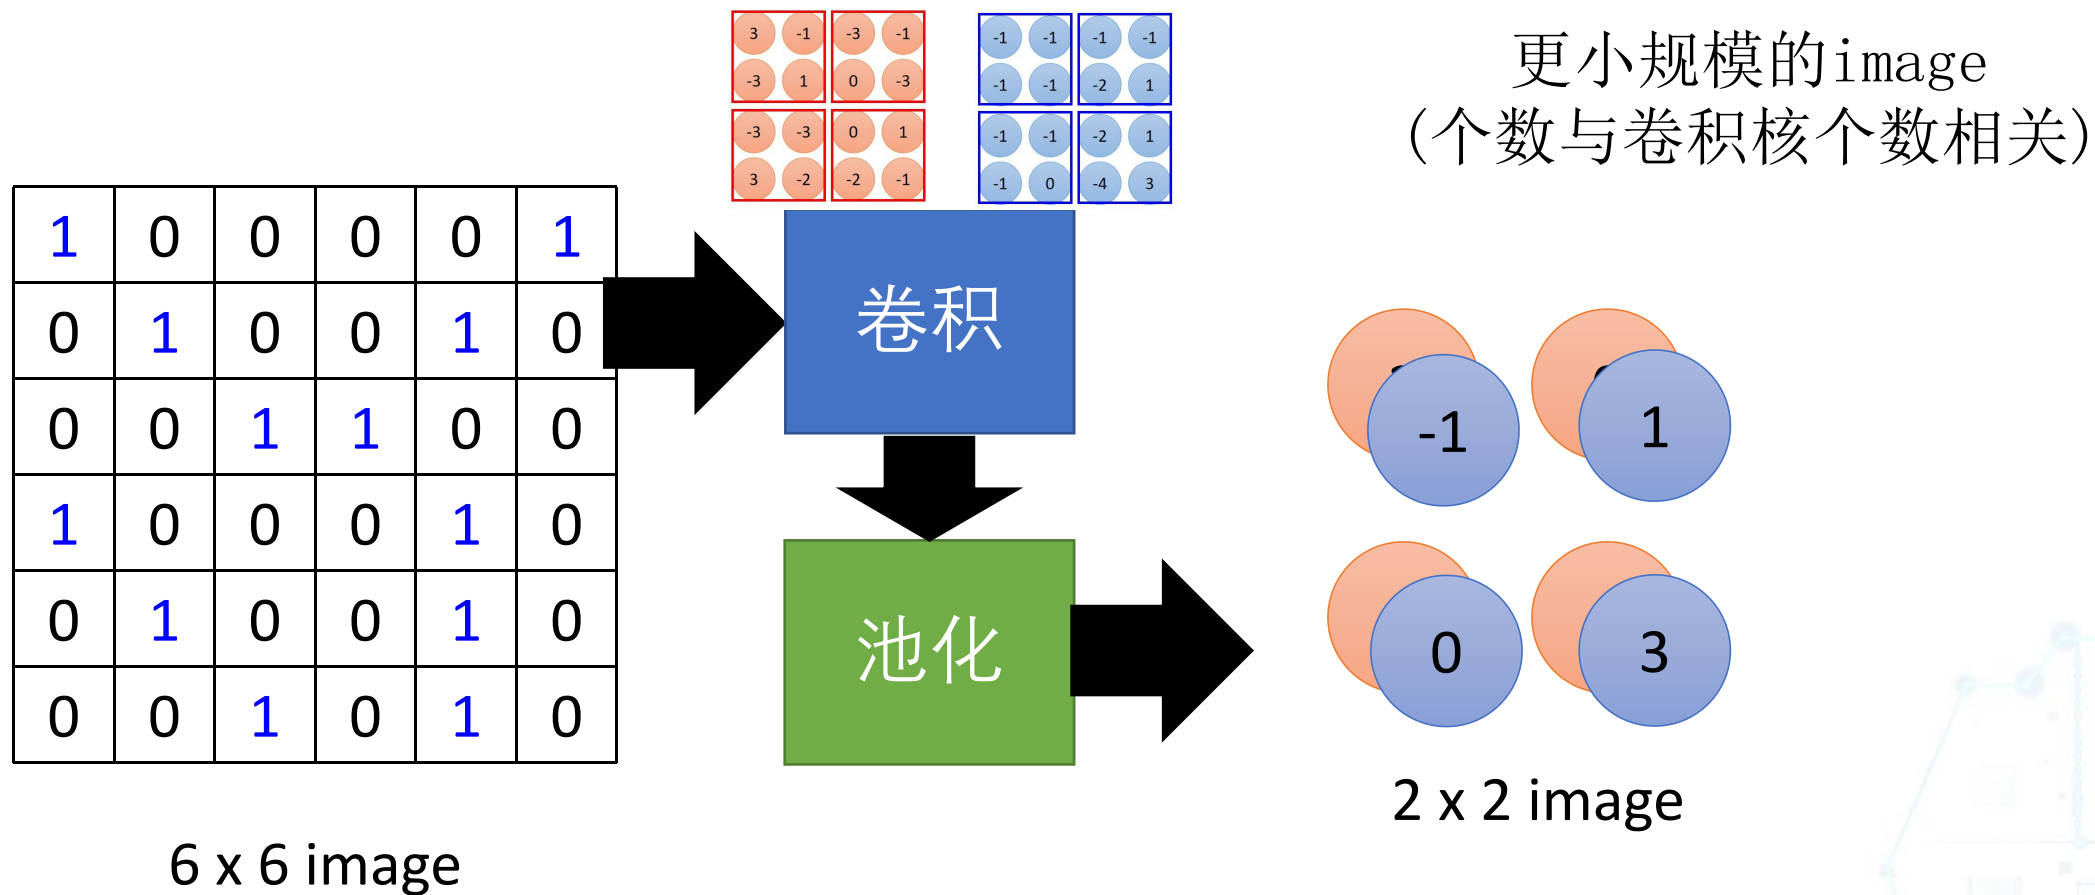 3 -1 -3 -1
-3 1 0 -3
-3 -3 0 1
3 -2 -2 -1
-1 -1 -1 -1
-1 -1 -2 1
-1 -1 -2 1
-1 0 -4 3
更小规模的image
(个数与卷积核个数相关)
1 0 0 0 0 1
0 1 0 0 1 0
0 0 1 1 0 0
1 0 0 0 1 0
0 1 0 0 1 0
0 0 1 0 1 0
6 x 6 image
卷积
池化
-1 1
0 3
2 x 2 image